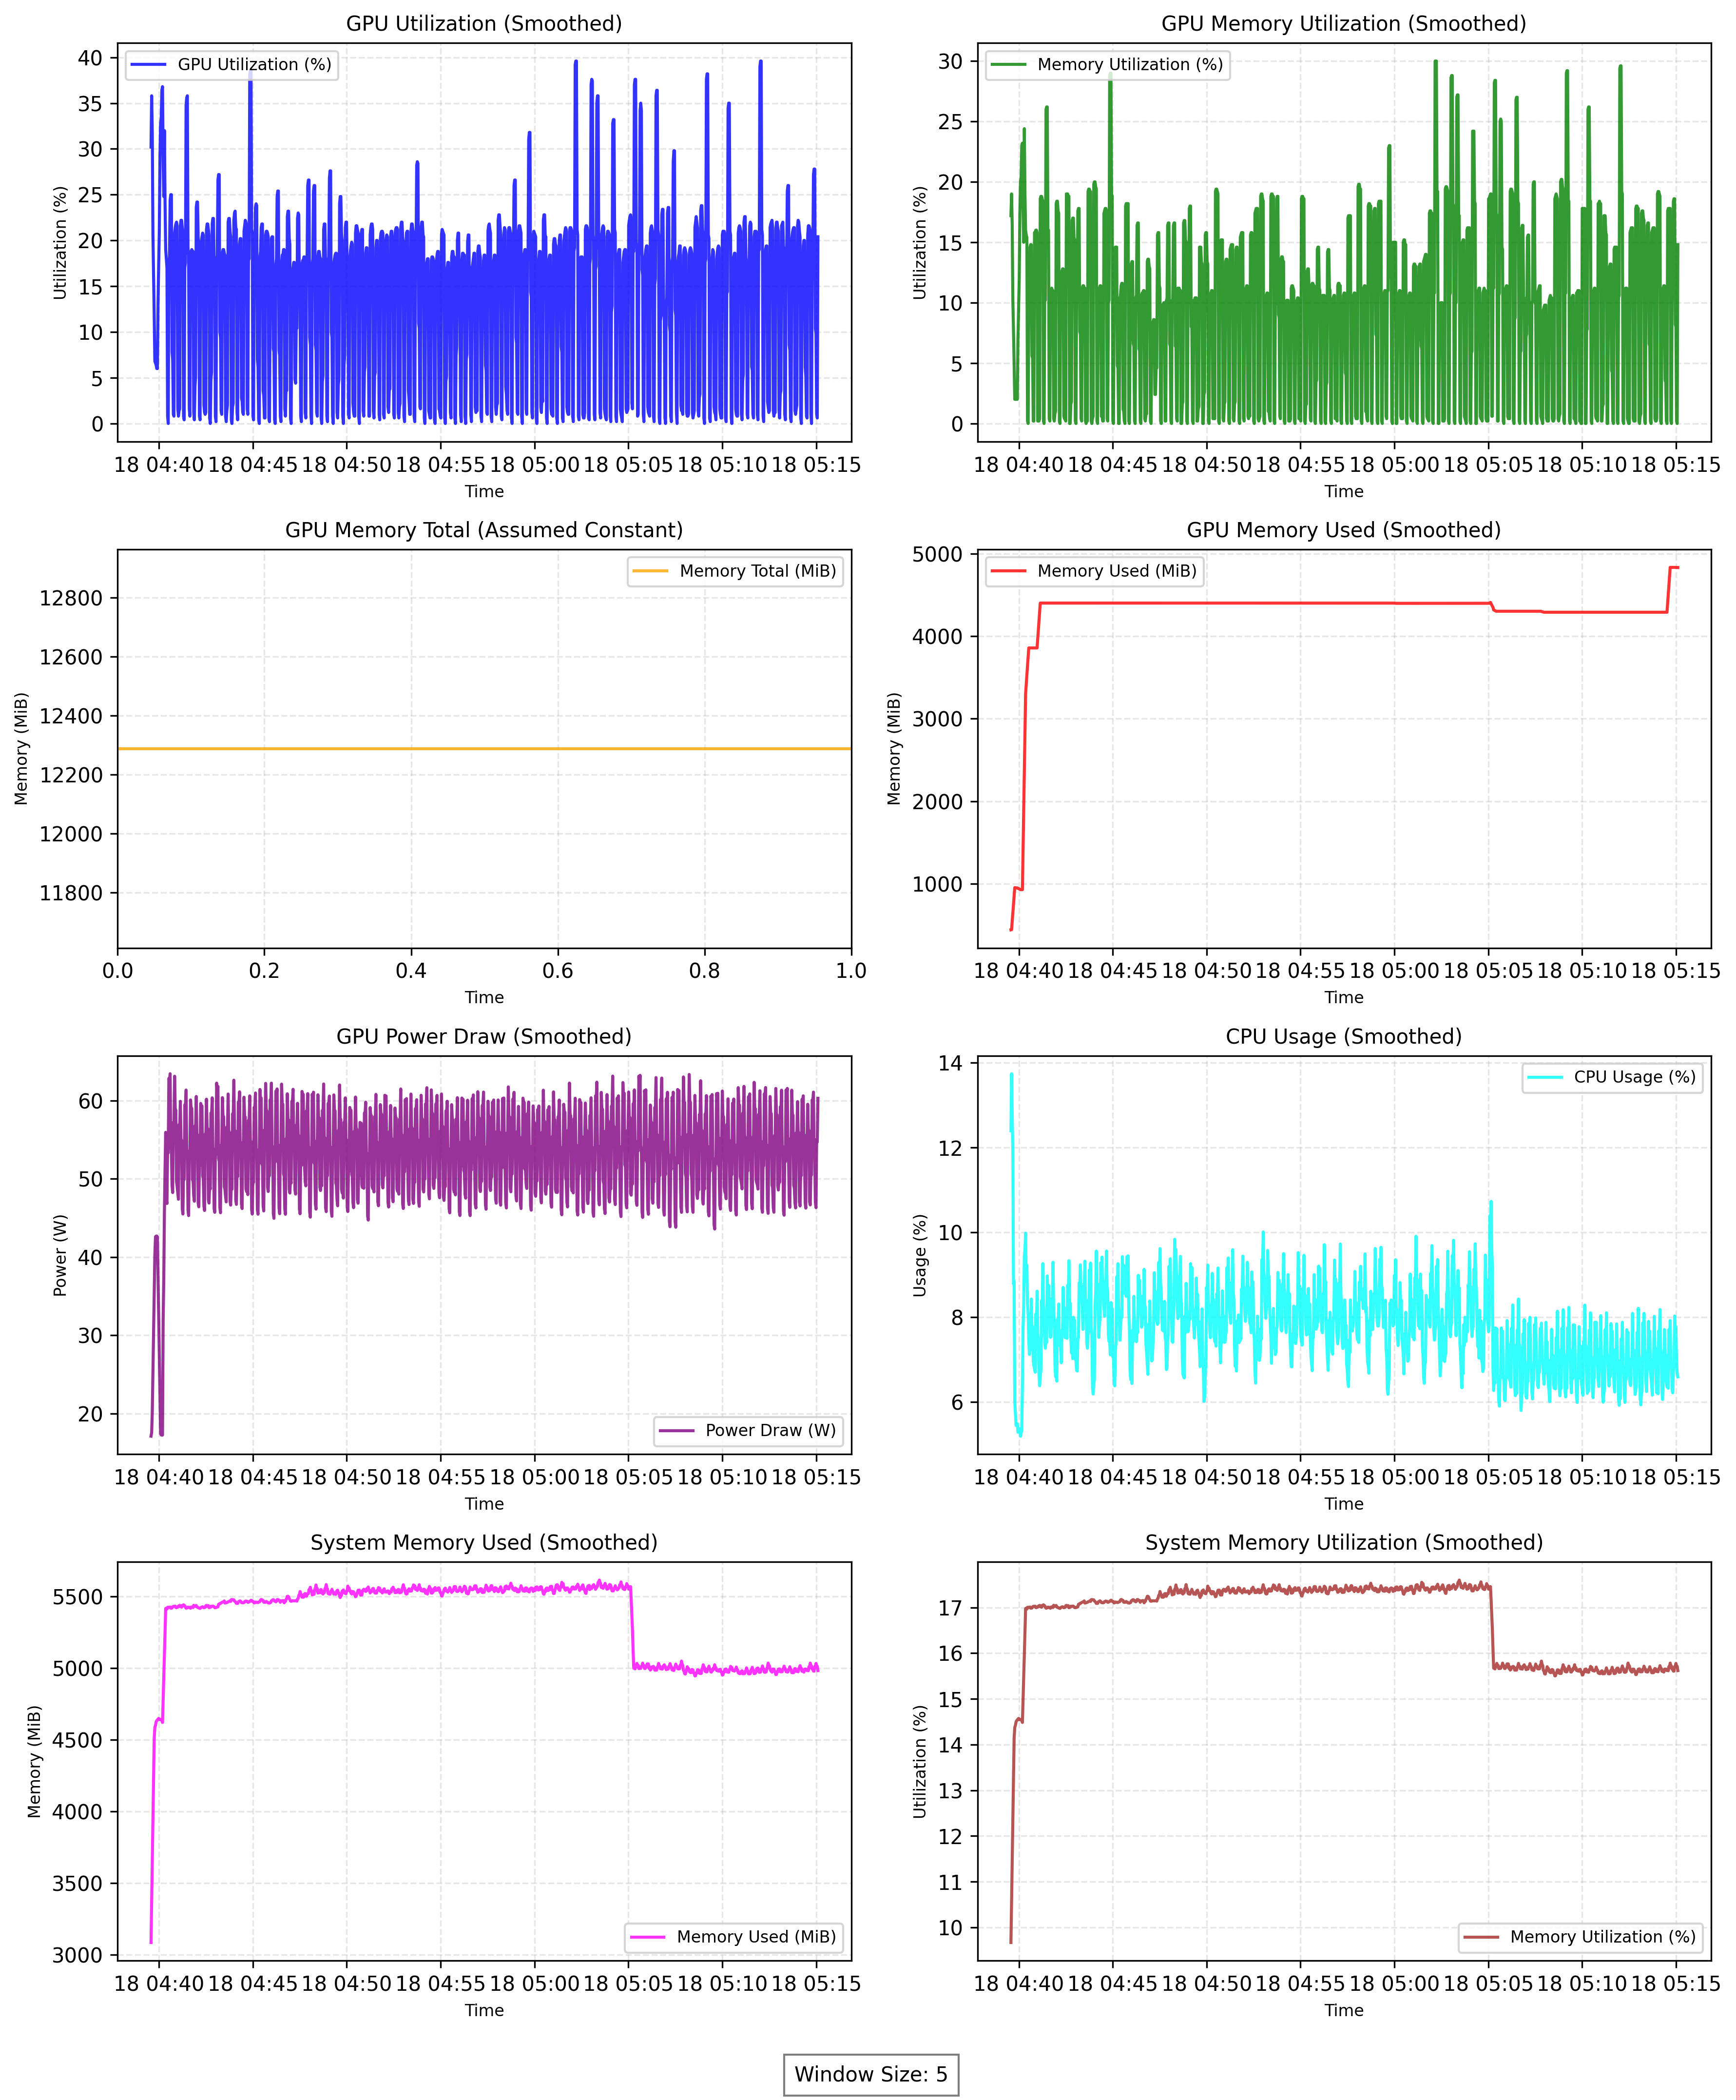 GPU Utilization (Smoothed)
GPU Utilization (%)
Utilization (%)
40
35
30
25
20
15
10
5
0
18 04:40 18 04:45 18 04:50 18 04:55 18 05:00 18 05:05 18 05:10 18 05:15
Time
GPU Memory Utilization (Smoothed)
Memory Utilization (%)
Utilization (%)
30
25
20
15
10
5
0
18 04:40 18 04:45 18 04:50 18 04:55 18 05:00 18 05:05 18 05:10 18 05:15
Time
GPU Memory Total (Assumed Constant)
Memory Total (MiB)
Memory (MiB)
12800
12600
12400
12200
12000
11800
0.0 0.2 0.4 0.6 0.8 1.0
Time
GPU Memory Used (Smoothed)
Memory Used (MiB)
Memory (MiB)
5000
4000
3000
2000
1000
18 04:40 18 04:45 18 04:50 18 04:55 18 05:00 18 05:05 18 05:10 18 05:15
Time
GPU Power Draw (Smoothed)
Power (W)
60
50
40
30
20
Power Draw (W)
18 04:40 18 04:45 18 04:50 18 04:55 18 05:00 18 05:05 18 05:10 18 05:15
Time
CPU Usage (Smoothed)
CPU Usage (%)
Usage (%)
14
12
10
8
6
18 04:40 18 04:45 18 04:50 18 04:55 18 05:00 18 05:05 18 05:10 18 05:15
Time
System Memory Used (Smoothed)
Memory (MiB)
5500
5000
4500
4000
3500
3000
Memory Used (MiB)
18 04:40 18 04:45 18 04:50 18 04:55 18 05:00 18 05:05 18 05:10 18 05:15
Time
System Memory Utilization (Smoothed)
Utilization (%)
17
16
15
14
13
12
11
10
Memory Utilization (%)
18 04:40 18 04:45 18 04:50 18 04:55 18 05:00 18 05:05 18 05:10 18 05:15
Time
Window Size: 5